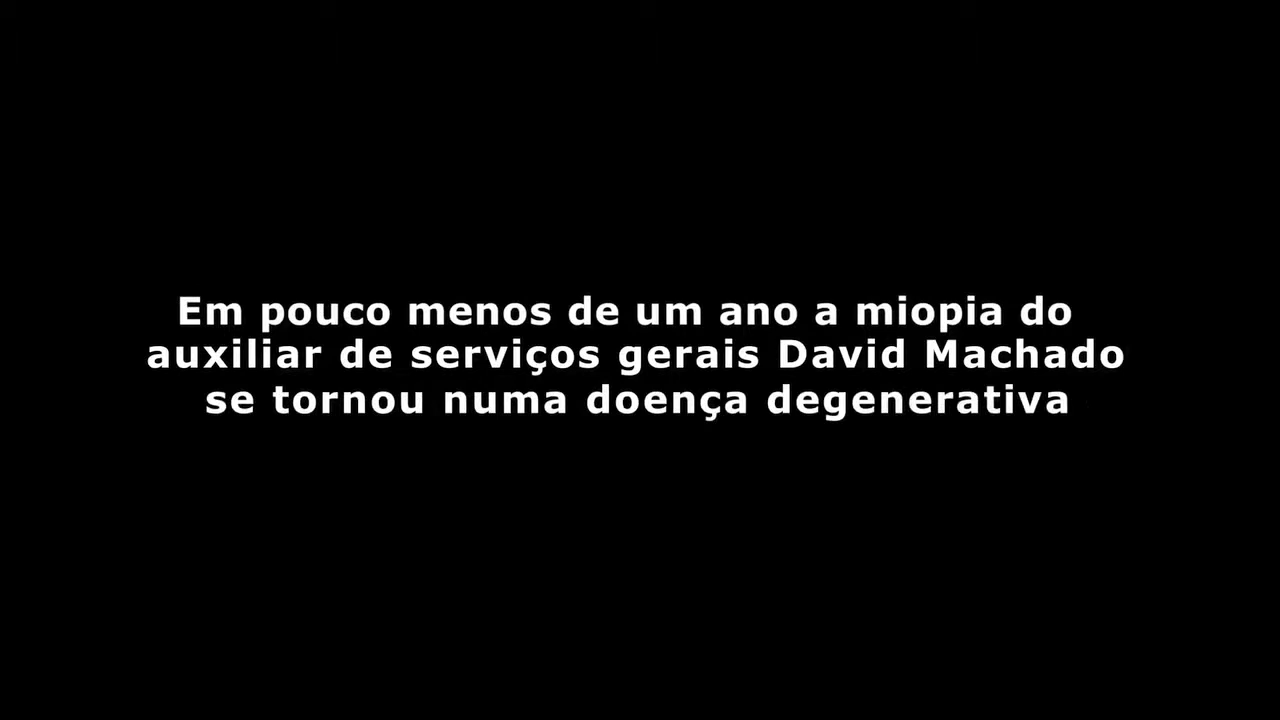 Em pouco menos de um ano a miopia do
auxiliar de serviços gerais David Machado
se tornou numa doença degenerativa